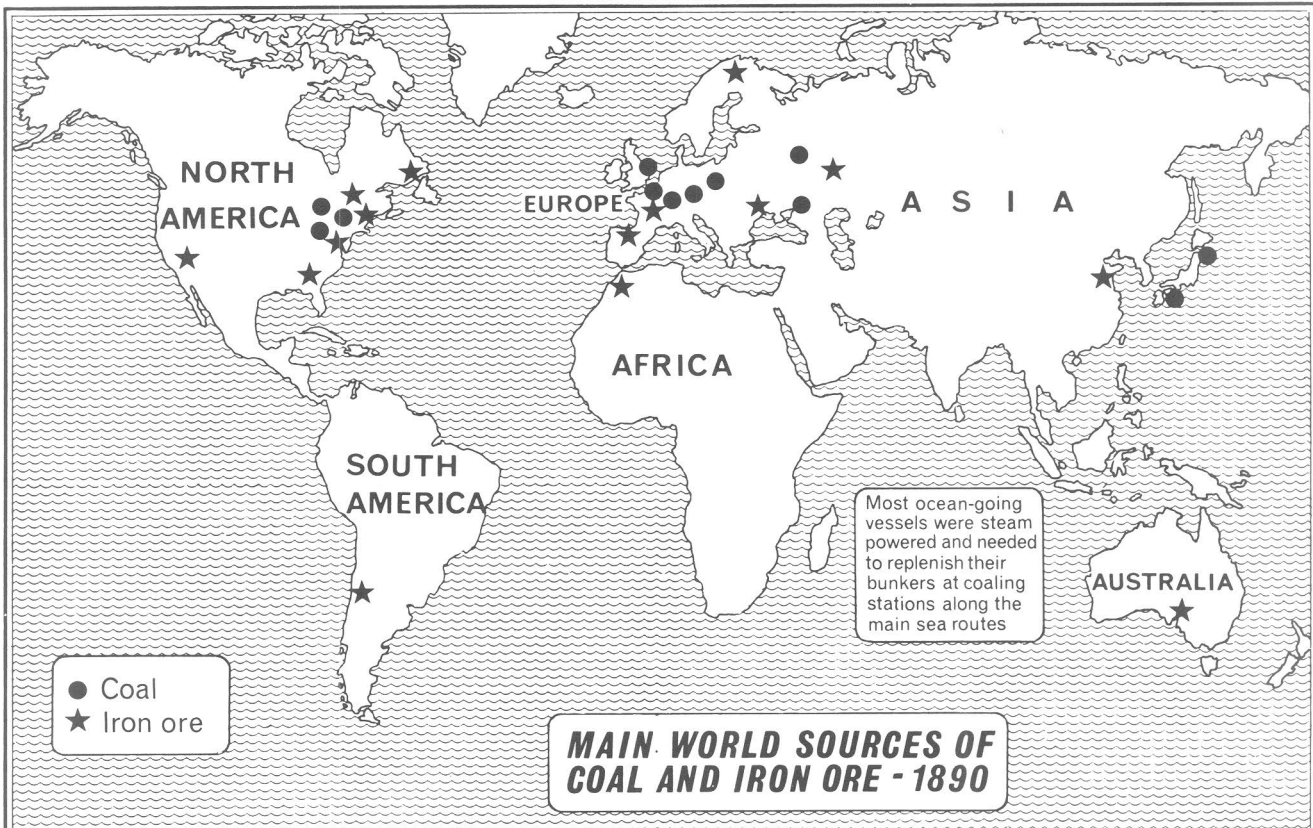 NORTH
AMERICA
EUROPE
A S I A
AFRICA
SOUTH
AMERICA
Most ocean-going
vessels were steam
powered and needed
to replenish their
bunkers at coaling
stations along the
main sea routes
AUSTRALIA
Coal
Iron ore
MAIN WORLD SOURCES OF
COAL AND IRON ORE - 1890